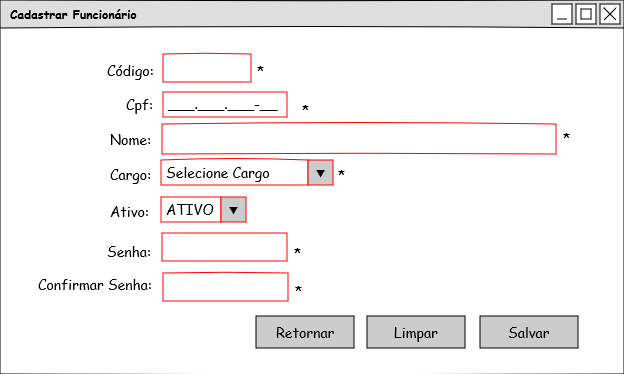 Cadastrar Funcionário
Código: *
Cpf: ___.___.___-__ *
Nome: *
Cargo: Selecione Cargo ▼ *
Ativo: ATIVO ▼
Senha: *
Confirmar Senha: *
Retornar Limpar Salvar